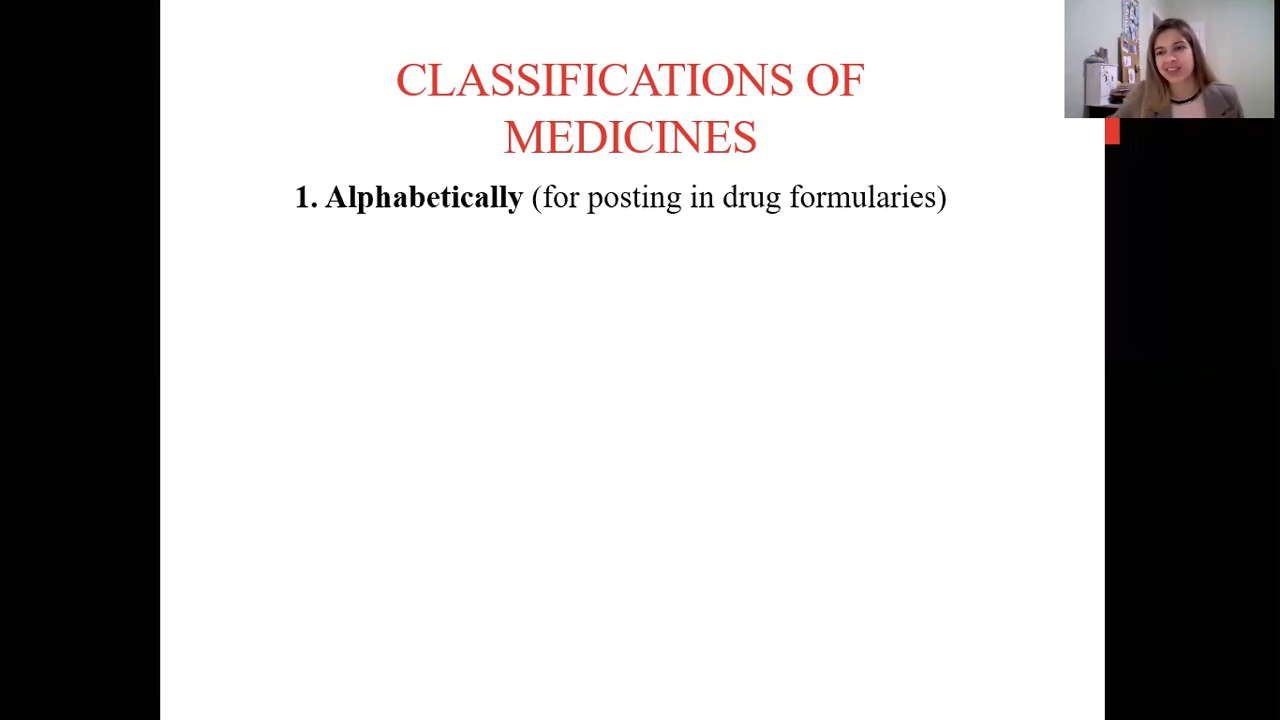 CLASSIFICATIONS OF
MEDICINES
1. Alphabetically (for posting in drug formularies)